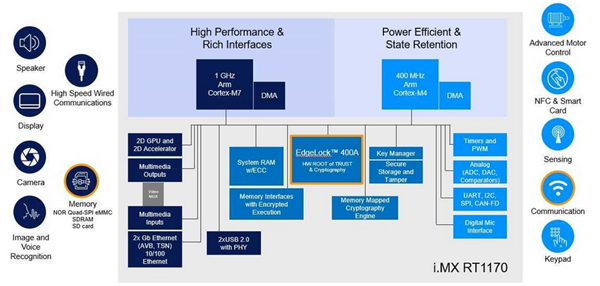 Speaker
Display
Camera
Image and
Voice
Recognition
High Speed Wired
Communications
Memory
NOR Quad-SPI eMMC
SDRAM
SD card
High Performance &
Rich Interfaces
1 GHz
Arm
Cortex-M7
DMA
Power Efficient &
State Retention
400 MHz
Arm
Cortex-M4
DMA
2D GPU and
2D Accelerator
Multimedia
Outputs
Video
MUX
Multimedia
Inputs
2x Gb Ethernet
(AVB, TSN)
10/100
Ethernet
System RAM
w/ECC
Memory Interfaces
with Encrypted
Execution
2xUSB 2.0
with PHY
EdgeLock™ 400A
HW ROOT of TRUST
& Cryptography
Key Manager
Secure
Storage and
Tamper
Memory Mapped
Cryptography
Engine
Timers and
PWM
Analog
(ADC, DAC,
Comparators)
UART, I2C,
SPI, CAN-FD
Digital Mic
Interface
i.MX RT1170
Advanced Motor
Control
NFC & Smart
Card
Sensing
Communication
Keypad